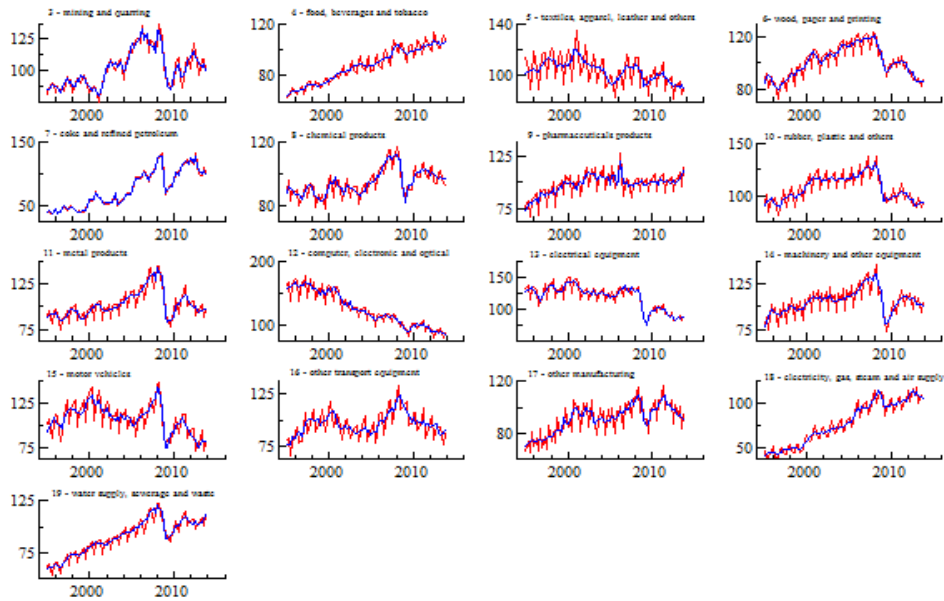 3 - mining and quarring
125
100
2000 2010
4 - food, beverages and tobacco
120
80
2000 2010
5 - textiles, apparel, leather and others
140
100
2000 2010
6- wood, paper and printing
120
80
2000 2010
7 - coke and refined petroleum
150
50
2000 2010
8 - chemical products
120
80
2000 2010
9 - pharmaceuticals products
125
75
2000 2010
10 - rubber, plastic and others
100
2000 2010
11 - metal products
125
75
2000 2010
12 - computer, electronic and optical
200
100
2000 2010
13 - electrical equipment
150
100
2000 2010
14 - machinery and other equipment
125
75
2000 2010
15 - motor vehicles
125
75
2000 2010
16 - other transport equipment
125
75
2000 2010
17 - other manufacturing
120
80
2000 2010
18 - electricity, gas, steam and air supply
100
50
2000 2010
19 - water supply, sewerage and waste
125
75
2000 2010